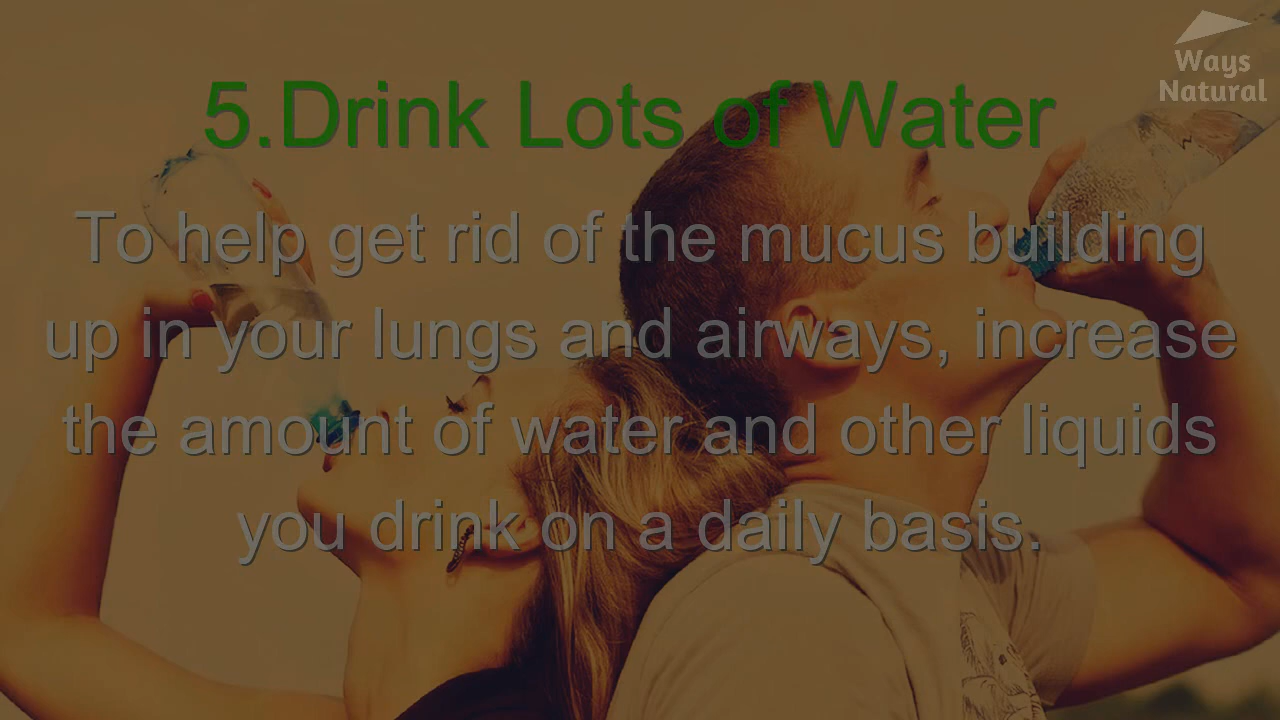 Ways
Natural
5.Drink Lots of Water
To help get rid of the mucus building
up in your lungs and airways, increase
the amount of water and other liquids
you drink on a daily basis.